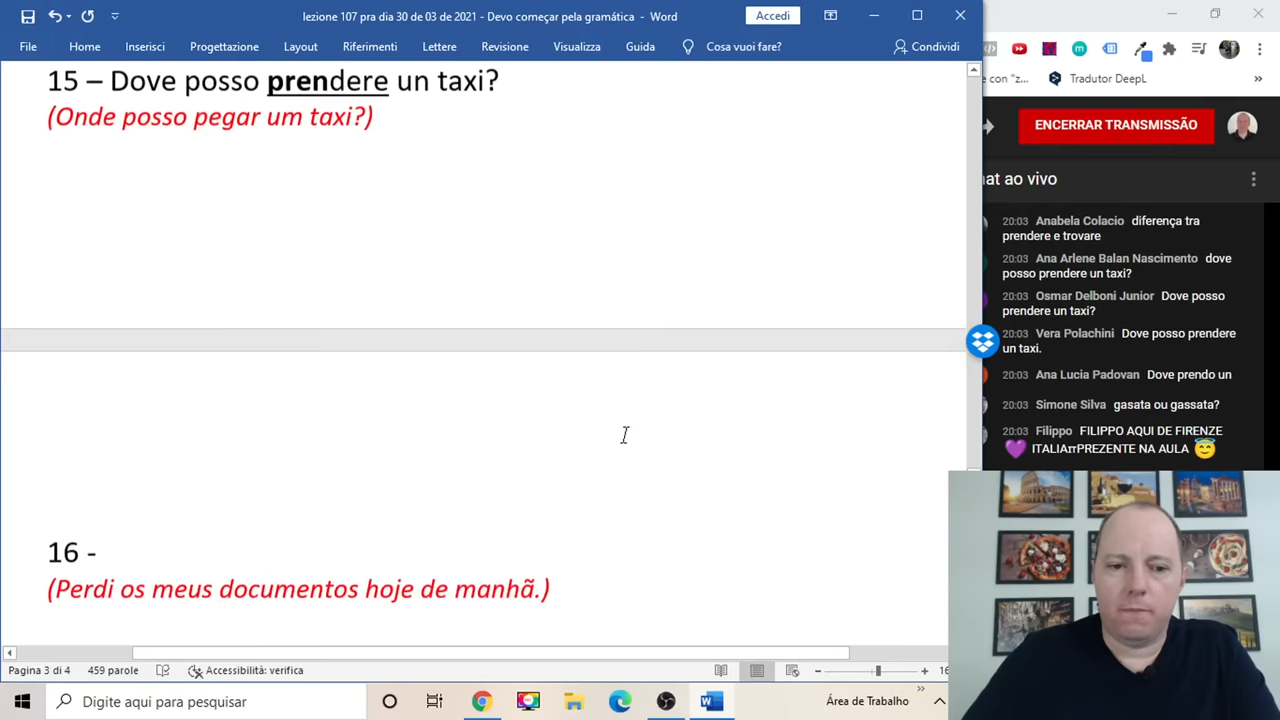 lezione 107 pra dia 30 de 03 de 2021 - Devo começar pela gramática - Word
Accedi
File
Home
Inserisci
Progettazione
Layout
Riferimenti
Lettere
Revisione
Visualizza
Guida
Cosa vuoi fare?
Condividi
15 – Dove posso prendere un taxi?
(Onde posso pegar um taxi?)
16 -
(Perdi os meus documentos hoje de manhã.)
Pagina 3 di 4
459 parole
Accessibilità: verifica
16
Digite aqui para pesquisar
Área de Trabalho
»
con "z...
Tradutor DeepL
»
ENCERRAR TRANSMISSÃO
hat ao vivo
20:03 Anabela Colacio diferença tra
prendere e trovare
20:03 Ana Arlene Balan Nascimento dove
posso prendere un taxi?
20:03 Osmar Delboni Junior Dove posso
prendere un taxi?
20:03 Vera Polachini Dove posso prendere
un taxi.
20:03 Ana Lucia Padovan Dove prendo un
20:03 Simone Silva gasata ou gassata?
20:03 Filippo FILIPPO AQUI DE FIRENZE
💜 ITALIAππPREZENTE NA AULA 😇